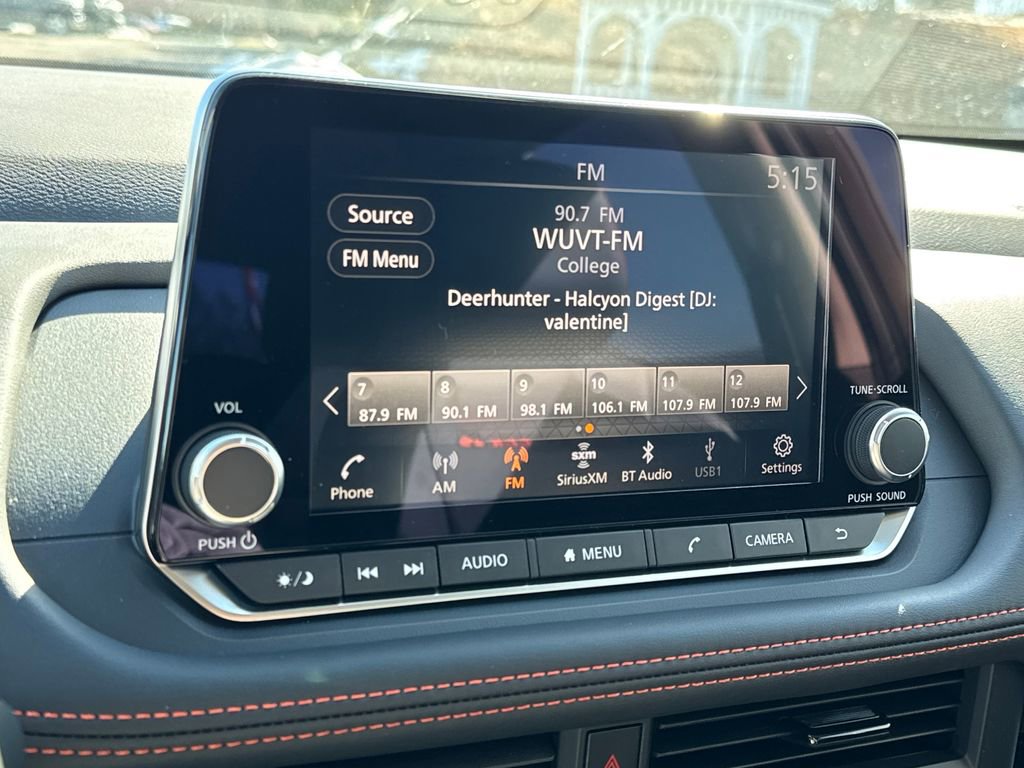 FM
5:15
Source
90.7 FM
WUVT-FM
FM Menu
College
Deerhunter - Halcyon Digest [DJ:
valentine]
7 8 9 10 11 12
87.9 FM 90.1 FM 98.1 FM 106.1 FM 107.9 FM 107.9 FM
VOL
TUNE·SCROLL
Phone AM FM sxm SiriusXM BT Audio USB1 Settings
PUSH
PUSH SOUND
AUDIO MENU CAMERA